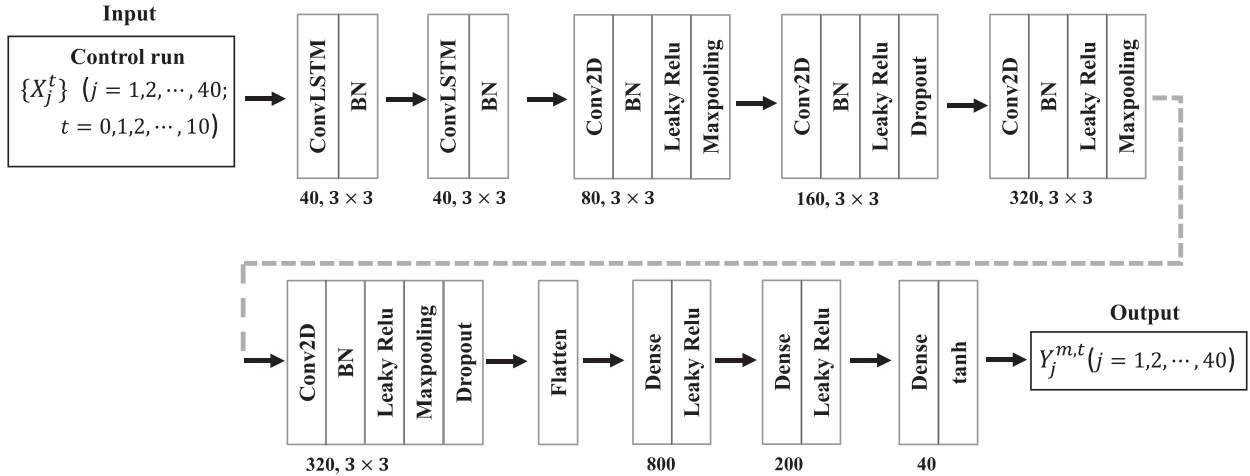 Input
Control run
{X_j^t} (j = 1,2, ⋯ , 40;
t = 0,1,2, ⋯ , 10)
ConvLSTM
BN
40, 3 × 3
ConvLSTM
BN
40, 3 × 3
Conv2D
BN
Leaky Relu
Maxpooling
80, 3 × 3
Conv2D
BN
Leaky Relu
Dropout
160, 3 × 3
Conv2D
BN
Leaky Relu
Maxpooling
320, 3 × 3
Conv2D
BN
Leaky Relu
Maxpooling
Dropout
320, 3 × 3
Flatten
Dense
Leaky Relu
800
Dense
Leaky Relu
200
Dense
tanh
40
Output
Y_j^{m,t}(j = 1,2, ⋯ , 40)